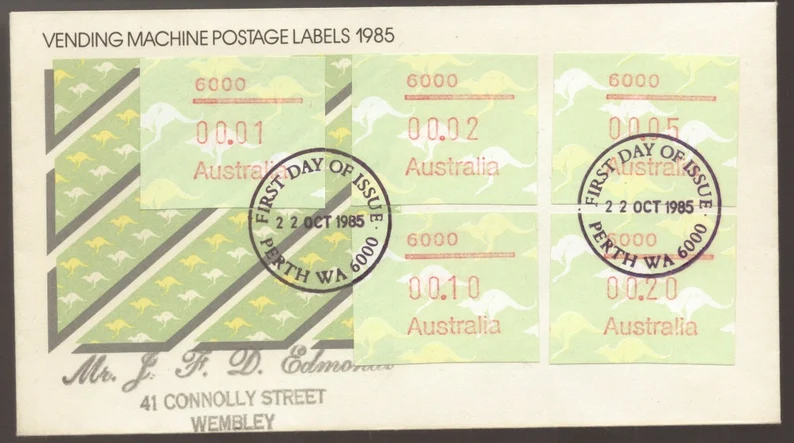 VENDING MACHINE POSTAGE LABELS 1985
6000
00.01
Australia
6000
00.02
Australia
6000
00.05
Australia
FIRST DAY OF ISSUE
22 OCT 1985
PERTH WA 6000
FIRST DAY OF ISSUE
22 OCT 1985
PERTH WA 6000
6000
00.10
Australia
6000
00.20
Australia
Mr. J. F. D.
41 CONNOLLY STREET
WEMBLEY